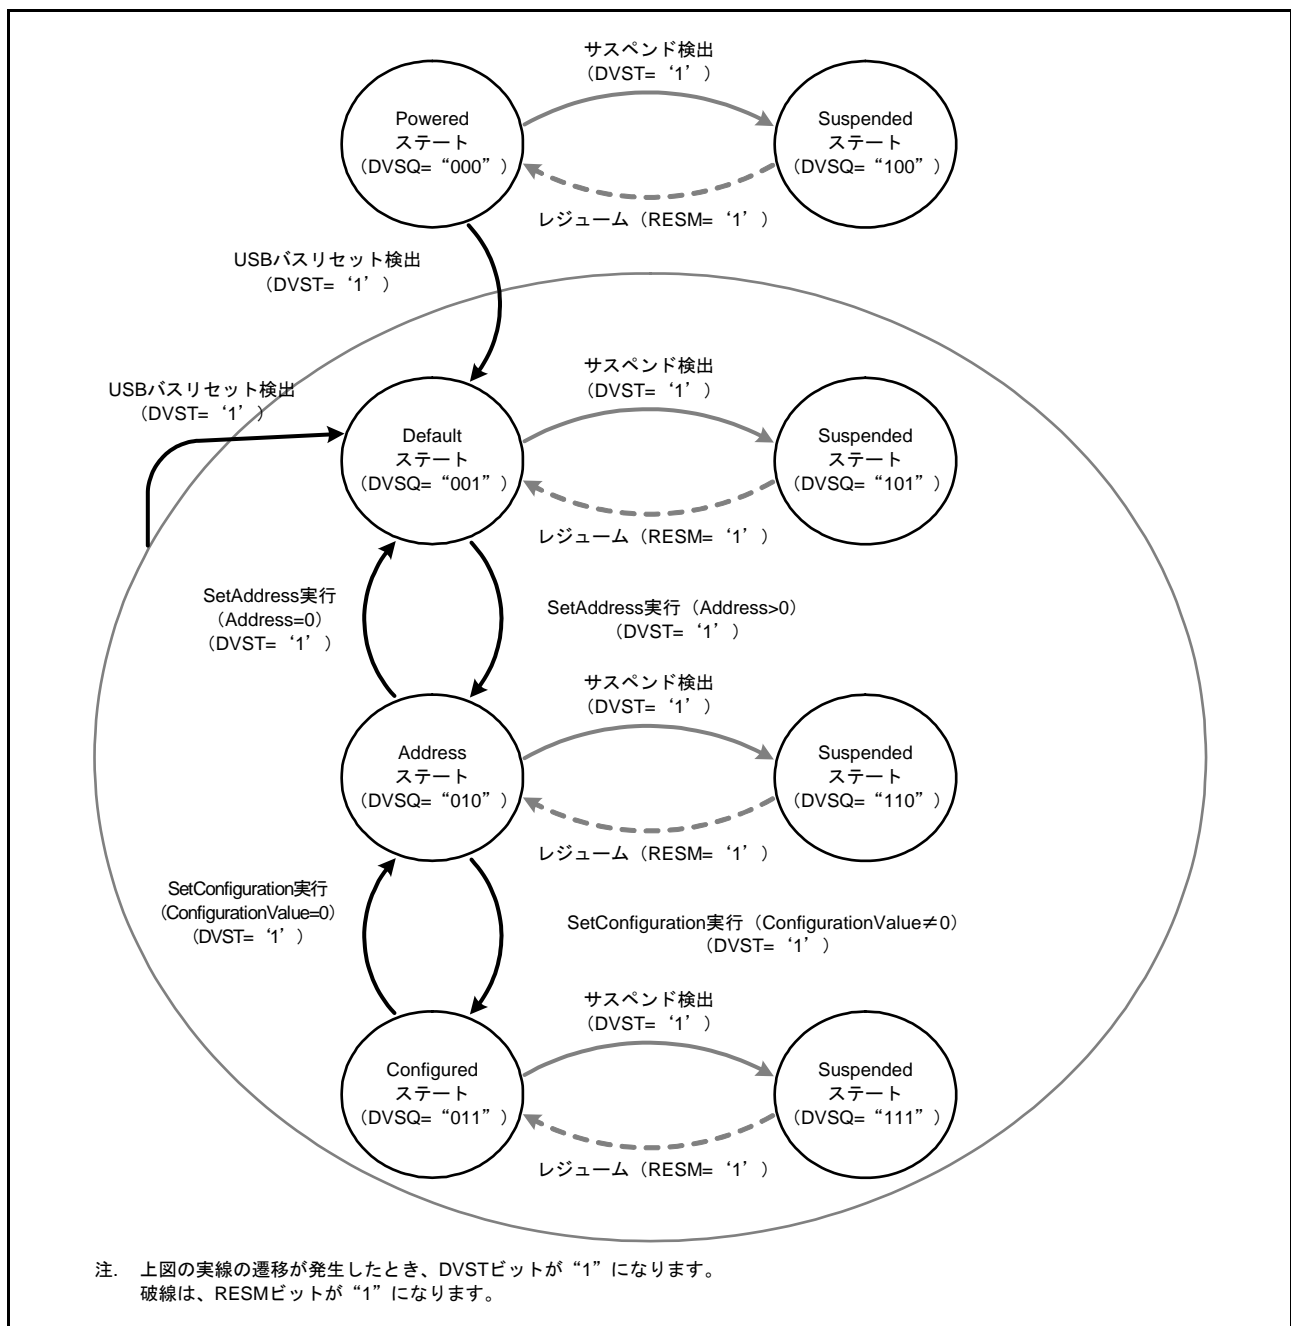 サスペンド検出
（DVST=‘1’）
Powered
ステート
（DVSQ=“000”）
Suspended
ステート
（DVSQ=“100”）
レジューム（RESM=‘1’）
USBバスリセット検出
（DVST=‘1’）
USBバスリセット検出
（DVST=‘1’）
サスペンド検出
（DVST=‘1’）
Default
ステート
（DVSQ=“001”）
Suspended
ステート
（DVSQ=“101”）
レジューム（RESM=‘1’）
SetAddress実行
（Address=0）
（DVST=‘1’）
SetAddress実行（Address>0）
（DVST=‘1’）
サスペンド検出
（DVST=‘1’）
Address
ステート
（DVSQ=“010”）
Suspended
ステート
（DVSQ=“110”）
レジューム（RESM=‘1’）
SetConfiguration実行
（ConfigurationValue=0）
（DVST=‘1’）
SetConfiguration実行（ConfigurationValue≠0）
（DVST=‘1’）
サスペンド検出
（DVST=‘1’）
Configured
ステート
（DVSQ=“011”）
Suspended
ステート
（DVSQ=“111”）
レジューム（RESM=‘1’）
注. 上図の実線の遷移が発生したとき、DVSTビットが“1”になります。
破線は、RESMビットが“1”になります。